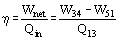 η = W_net / Q_in = (W_34 − W_51) / Q_13